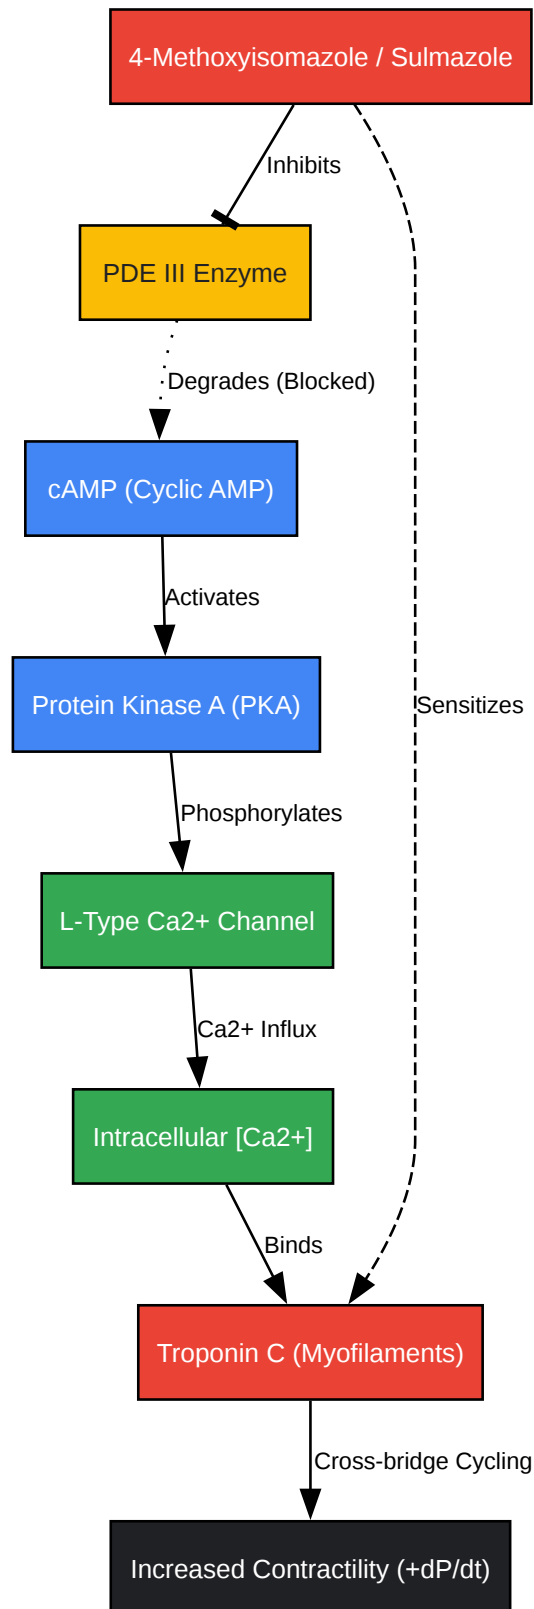 4-Methoxyisomazole / Sulmazole
Inhibits
PDE III Enzyme
Degrades (Blocked)
cAMP (Cyclic AMP)
Activates
Protein Kinase A (PKA)
Sensitizes
Phosphorylates
L-Type Ca2+ Channel
Ca2+ Influx
Intracellular [Ca2+]
Binds
Troponin C (Myofilaments)
Cross-bridge Cycling
Increased Contractility (+dP/dt)